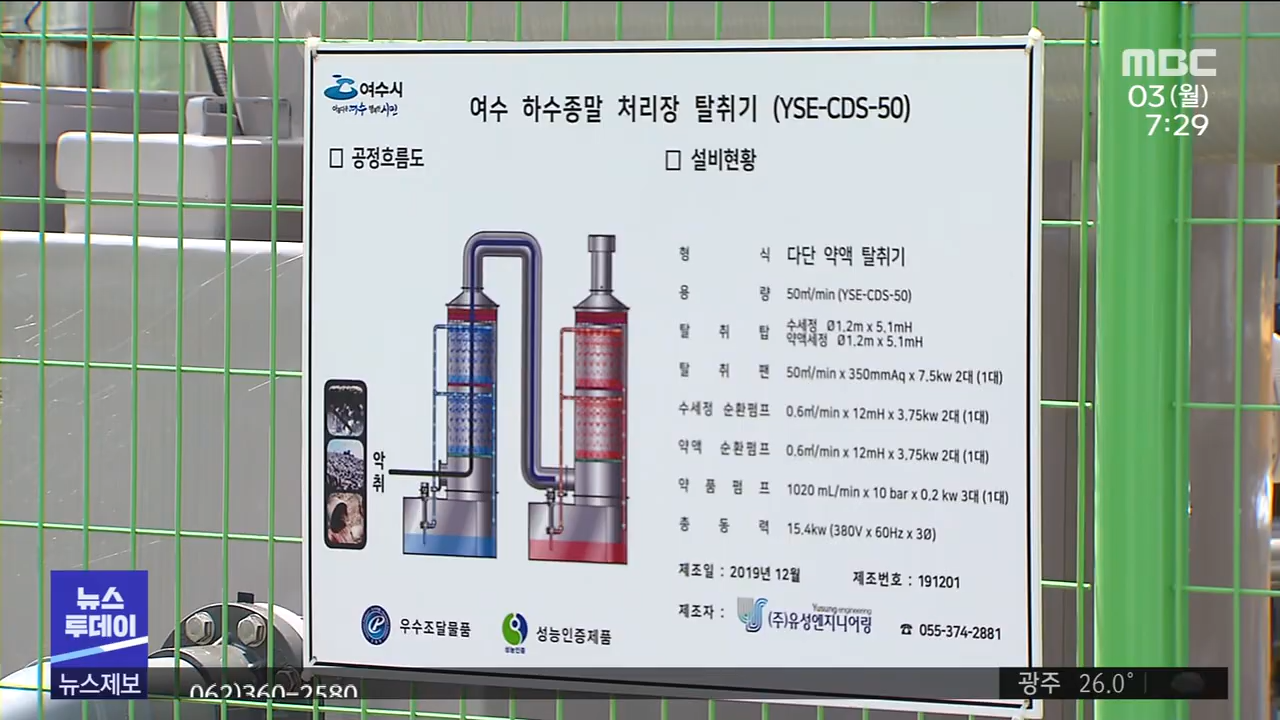 MBC
03(월)
7:29
여수시
여수 하수종말 처리장 탈취기 (YSE-CDS-50)
□ 공정흐름도
□ 설비현황
형 식 다단 약액 탈취기
용 량 50㎥/min (YSE-CDS-50)
탈 취 탑 수세정 Ø1.2m x 5.1mH
약액세정 Ø1.2m x 5.1mH
탈 취 팬 50㎥/min x 350mmAq x 7.5kw 2대 (1대)
수세정 순환펌프 0.6㎥/min x 12mH x 3.75kw 2대 (1대)
약액 순환펌프 0.6㎥/min x 12mH x 3.75kw 2대 (1대)
약 품 펌 프 1020 mL/min x 10 bar x 0.2 kw 3대 (1대)
총 동 력 15.4kw (380V x 60Hz x 3Ø)
악취
제조일 : 2019년 12월 제조번호 : 191201
제조자 : Yusung engineering (주)유성엔지니어링 ☎ 055-374-2881
우수조달물품
성능인증 성능인증제품
뉴스
투데이
뉴스제보 062)360-2580
광주 26.0°